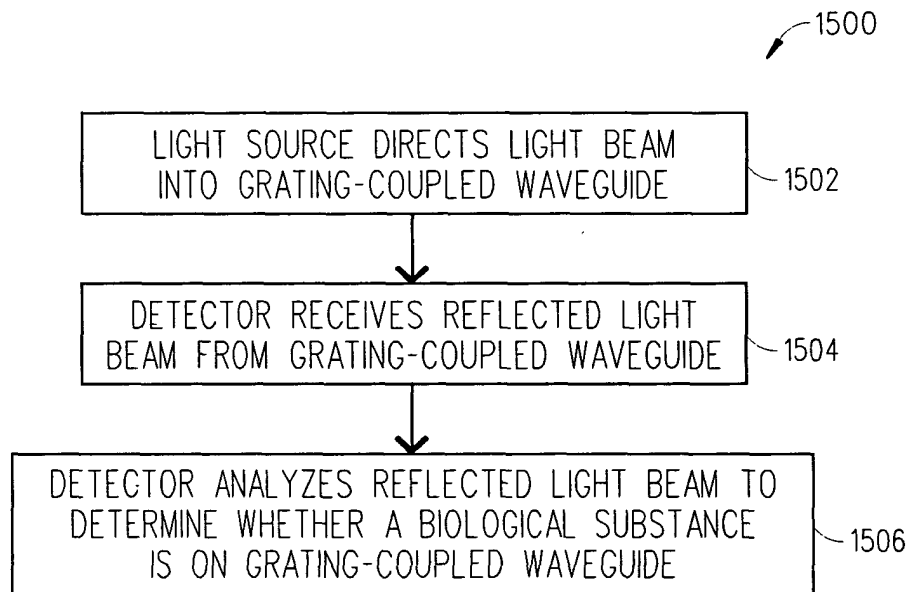 1500
LIGHT SOURCE DIRECTS LIGHT BEAM
INTO GRATING-COUPLED WAVEGUIDE
1502
DETECTOR RECEIVES REFLECTED LIGHT
BEAM FROM GRATING-COUPLED WAVEGUIDE
1504
DETECTOR ANALYZES REFLECTED LIGHT BEAM TO
DETERMINE WHETHER A BIOLOGICAL SUBSTANCE
IS ON GRATING-COUPLED WAVEGUIDE
1506